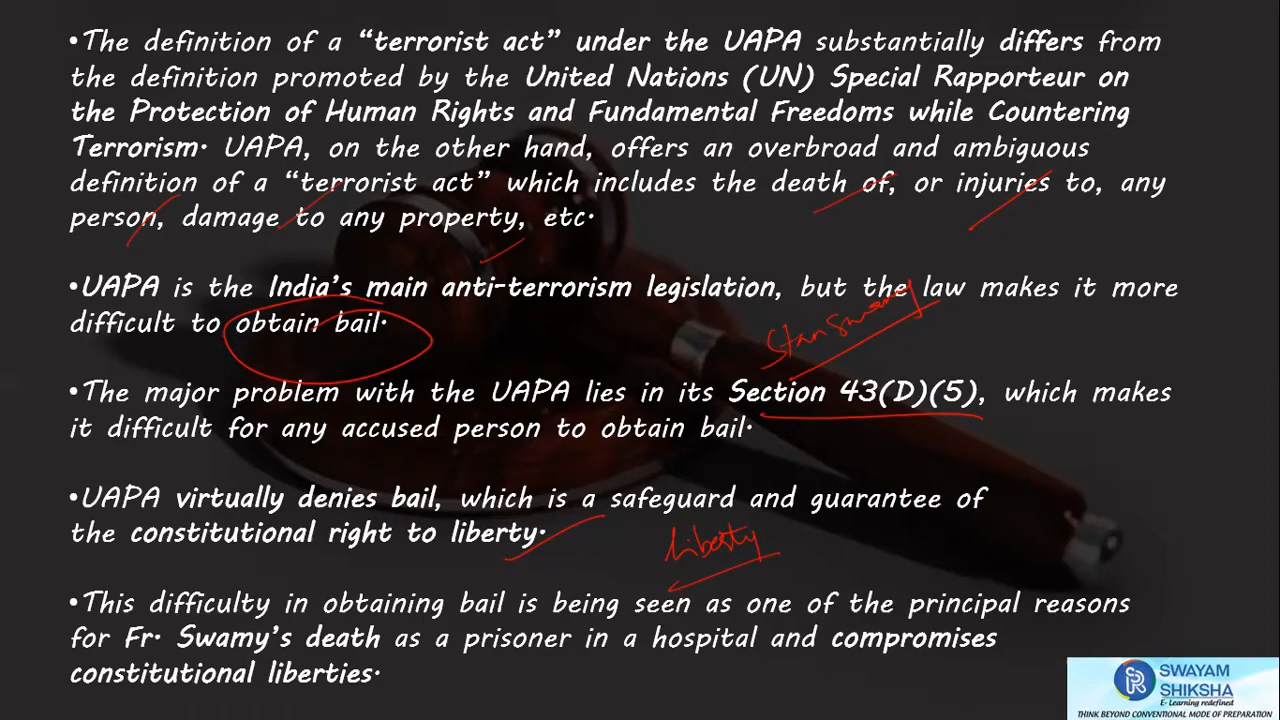 •The definition of a “terrorist act” under the UAPA substantially differs from
the definition promoted by the United Nations (UN) Special Rapporteur on
the Protection of Human Rights and Fundamental Freedoms while Countering
Terrorism. UAPA, on the other hand, offers an overbroad and ambiguous
definition of a “terrorist act” which includes the death of, or injuries to, any
person, damage to any property, etc.
•UAPA is the India’s main anti-terrorism legislation, but the law makes it more
difficult to obtain bail.
Stan Swamy
•The major problem with the UAPA lies in its Section 43(D)(5), which makes
it difficult for any accused person to obtain bail.
•UAPA virtually denies bail, which is a safeguard and guarantee of
the constitutional right to liberty.
Liberty
•This difficulty in obtaining bail is being seen as one of the principal reasons
for Fr. Swamy’s death as a prisoner in a hospital and compromises
constitutional liberties.
SWAYAM
SHIKSHA
E- Learning redefined
THINK BEYOND CONVENTIONAL MODE OF PREPARATION